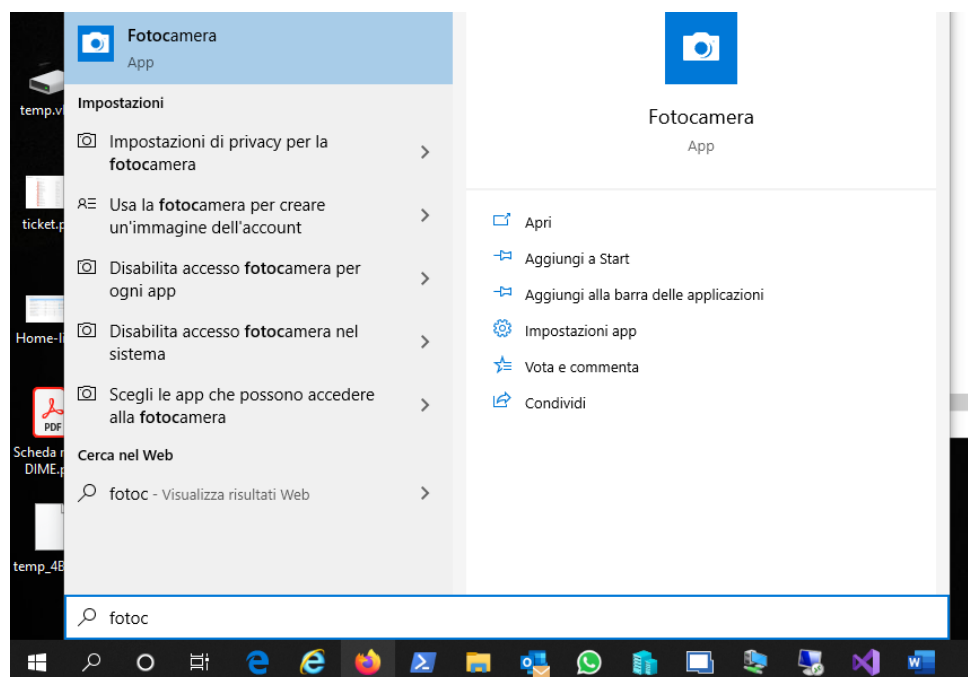 Fotocamera
App
Impostazioni
Impostazioni di privacy per la
fotocamera
Usa la fotocamera per creare
un'immagine dell'account
Disabilita accesso fotocamera per
ogni app
Disabilita accesso fotocamera nel
sistema
Scegli le app che possono accedere
alla fotocamera
Cerca nel Web
fotoc - Visualizza risultati Web
fotoc
Fotocamera
App
Apri
Aggiungi a Start
Aggiungi alla barra delle applicazioni
Impostazioni app
Vota e commenta
Condividi
temp.v
ticket.p
Home-li
PDF
Scheda
DIME.p
temp_4B